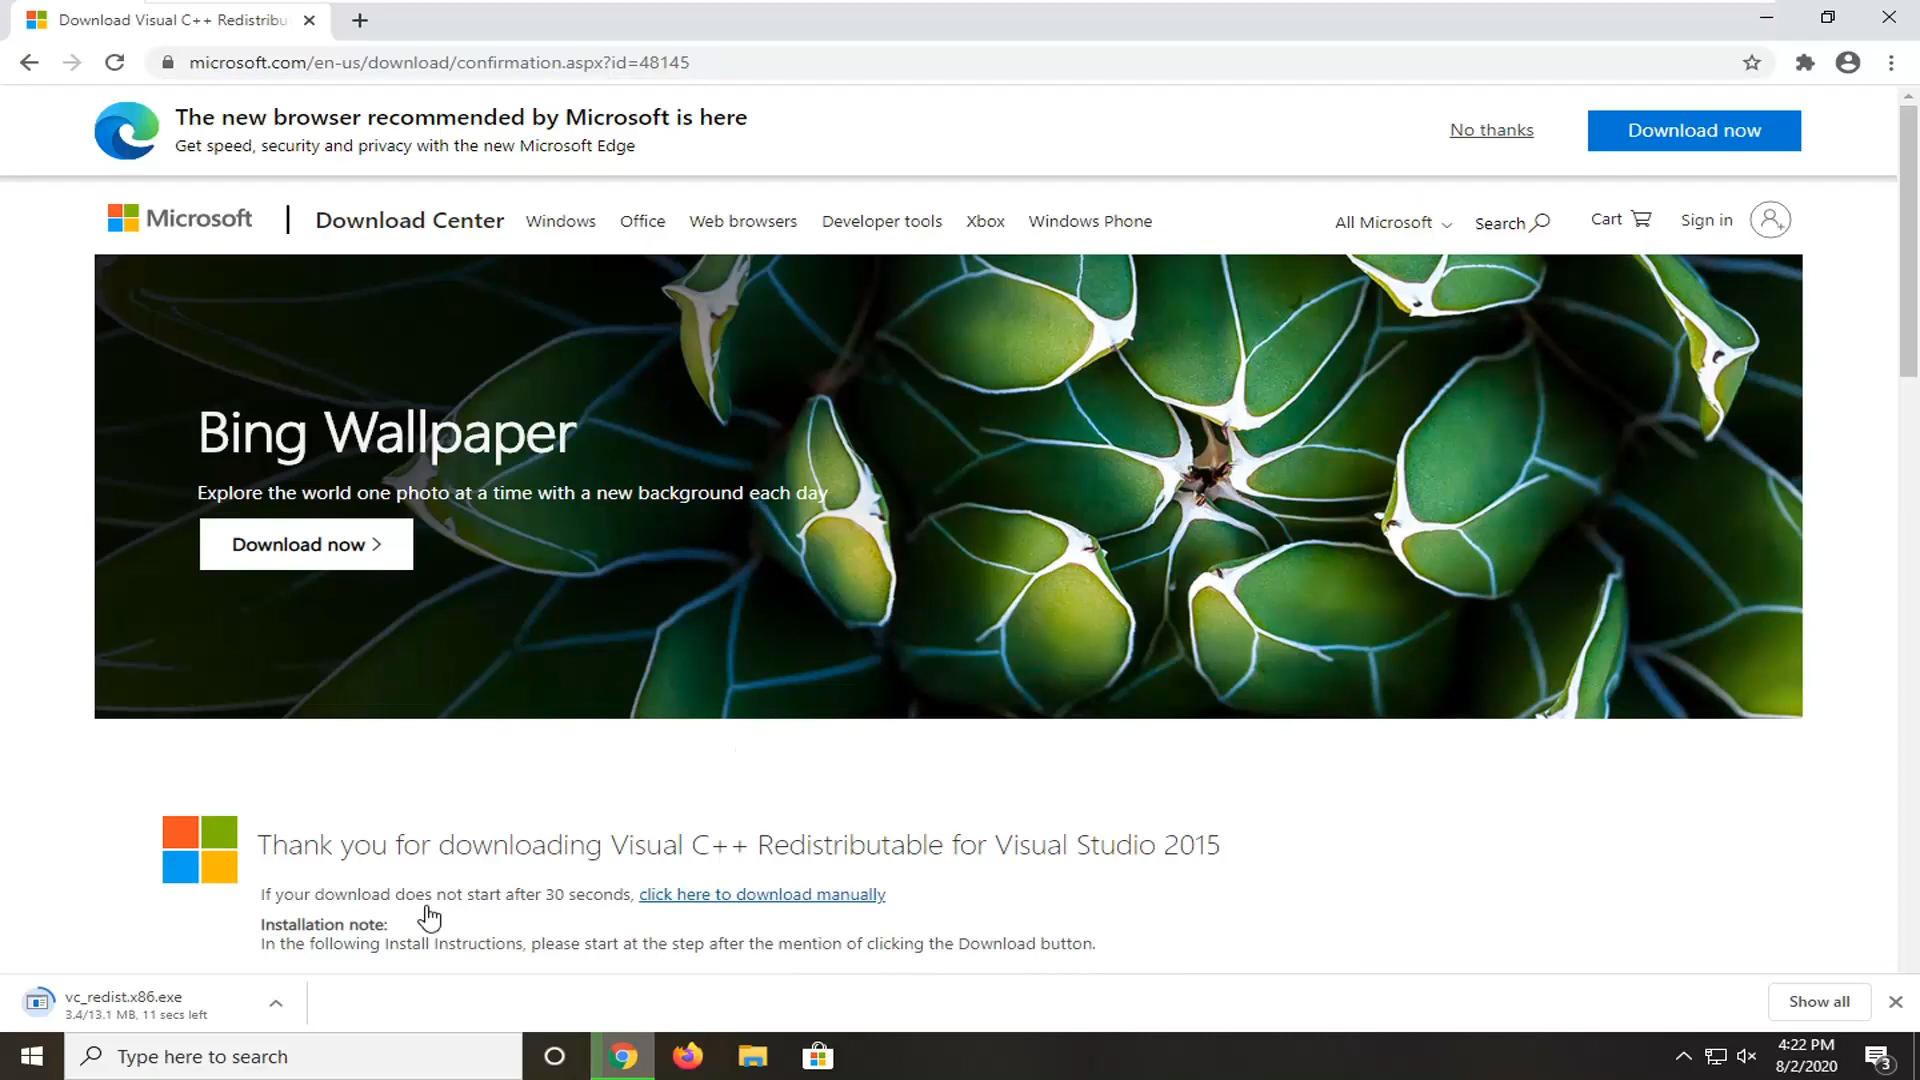 Download Visual C++ Redistribu
microsoft.com/en-us/download/confirmation.aspx?id=48145
The new browser recommended by Microsoft is here
Get speed, security and privacy with the new Microsoft Edge
No thanks
Download now
Microsoft
Download Center
Windows
Office
Web browsers
Developer tools
Xbox
Windows Phone
All Microsoft
Search
Cart
Sign in
Bing Wallpaper
Explore the world one photo at a time with a new background each day
Download now >
Thank you for downloading Visual C++ Redistributable for Visual Studio 2015
If your download does not start after 30 seconds, click here to download manually
Installation note:
In the following Install Instructions, please start at the step after the mention of clicking the Download button.
vc_redist.x86.exe
3.4/13.1 MB, 11 secs left
Show all
Type here to search
4:22 PM
8/2/2020
3